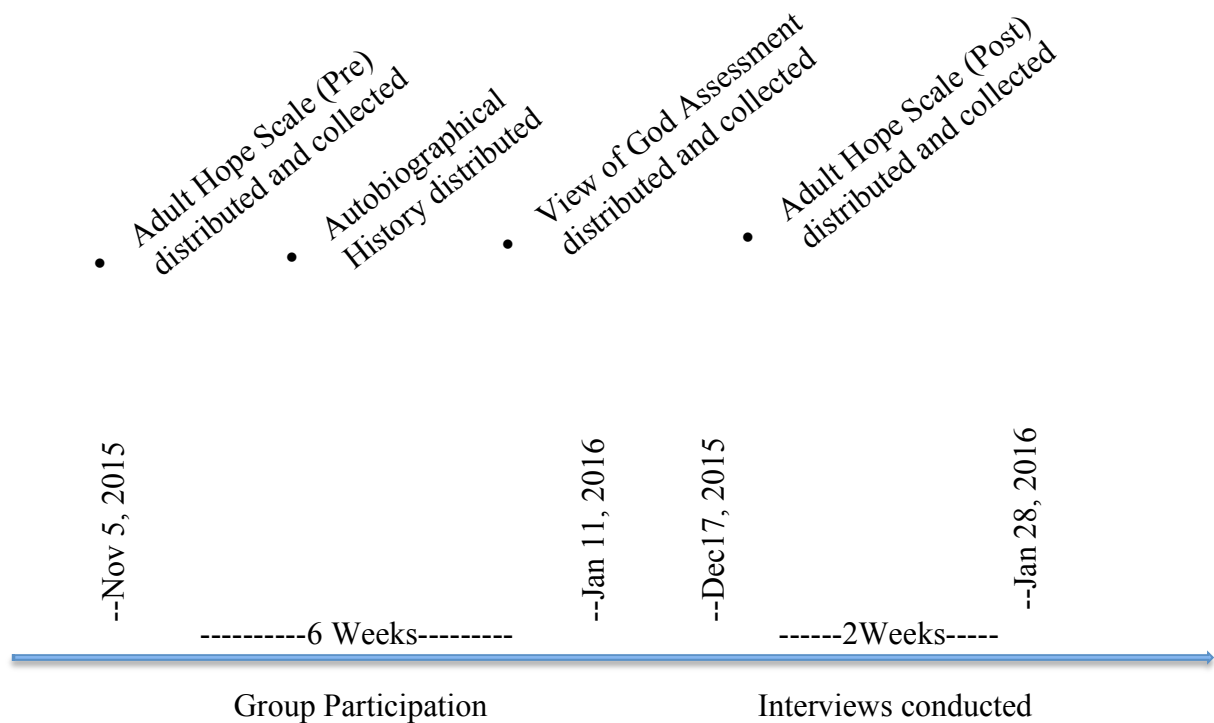 • Adult Hope Scale (Pre)
distributed and collected
• Autobiographical
History distributed
• View of God Assessment
distributed and collected
• Adult Hope Scale (Post)
distributed and collected
--Nov 5, 2015
--Jan 11, 2016
--Dec17, 2015
--Jan 28, 2016
----------6 Weeks---------
------2Weeks-----
Group Participation
Interviews conducted